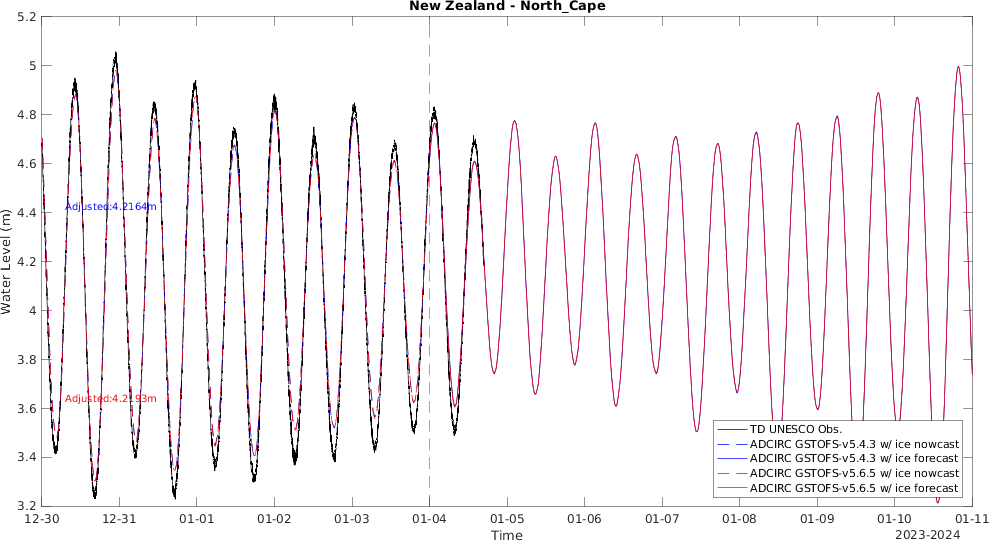 New Zealand - North_Cape
5.2
5
4.8
4.6
4.4
4.2
4
3.8
3.6
3.4
3.2
Water Level (m)
Adjusted:4.2164m
Adjusted:4.2193m
TD UNESCO Obs.
ADCIRC GSTOFS-v5.4.3 w/ ice nowcast
ADCIRC GSTOFS-v5.4.3 w/ ice forecast
ADCIRC GSTOFS-v5.6.5 w/ ice nowcast
ADCIRC GSTOFS-v5.6.5 w/ ice forecast
12-30 12-31 01-01 01-02 01-03 01-04 01-05 01-06 01-07 01-08 01-09 01-10 01-11
Time
2023-2024